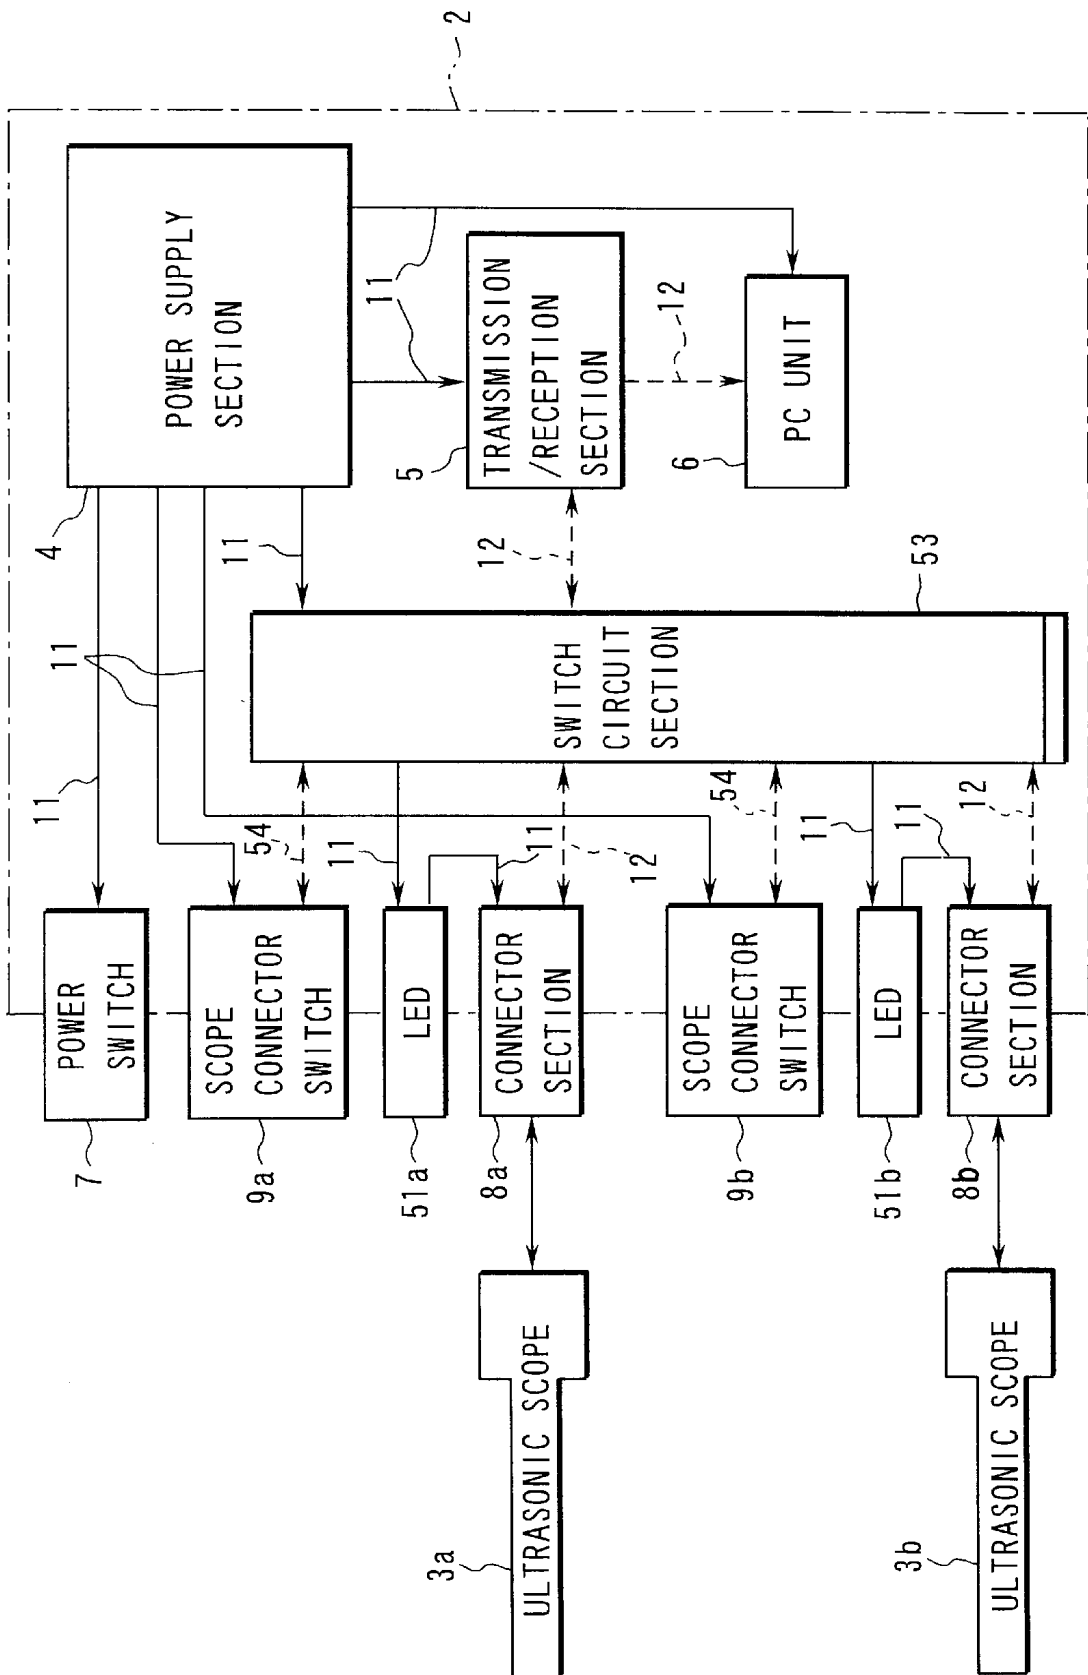 2
POWER SUPPLY
SECTION
4
11
11
11
11
11
TRANSMISSION
/RECEPTION
SECTION
5
12
12
PC UNIT
6
SWITCH
CIRCUIT
SECTION
53
54
11
11
12
54
11
11
12
POWER
SWITCH
7
SCOPE
CONNECTOR
SWITCH
9a
LED
51a
CONNECTOR
SECTION
8a
SCOPE
CONNECTOR
SWITCH
9b
LED
51b
CONNECTOR
SECTION
8b
ULTRASONIC SCOPE
3a
ULTRASONIC SCOPE
3b